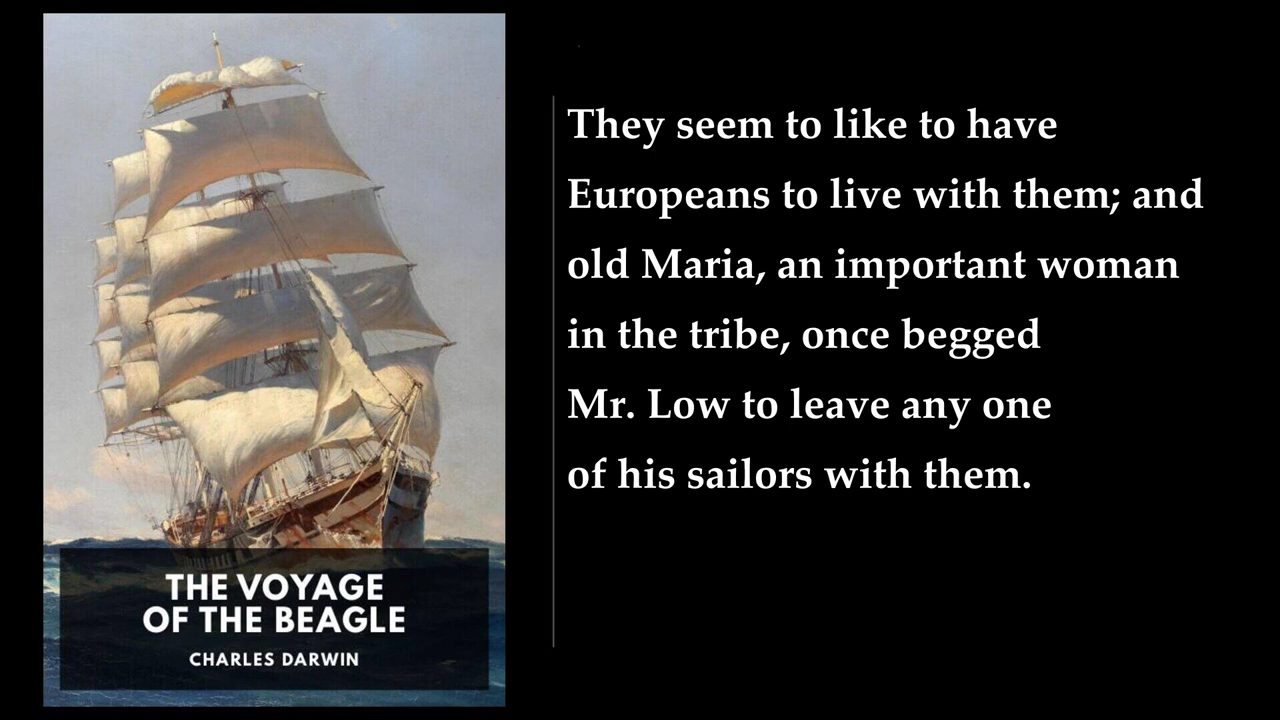 THE VOYAGE
OF THE BEAGLE
CHARLES DARWIN
They seem to like to have
Europeans to live with them; and
old Maria, an important woman
in the tribe, once begged
Mr. Low to leave any one
of his sailors with them.